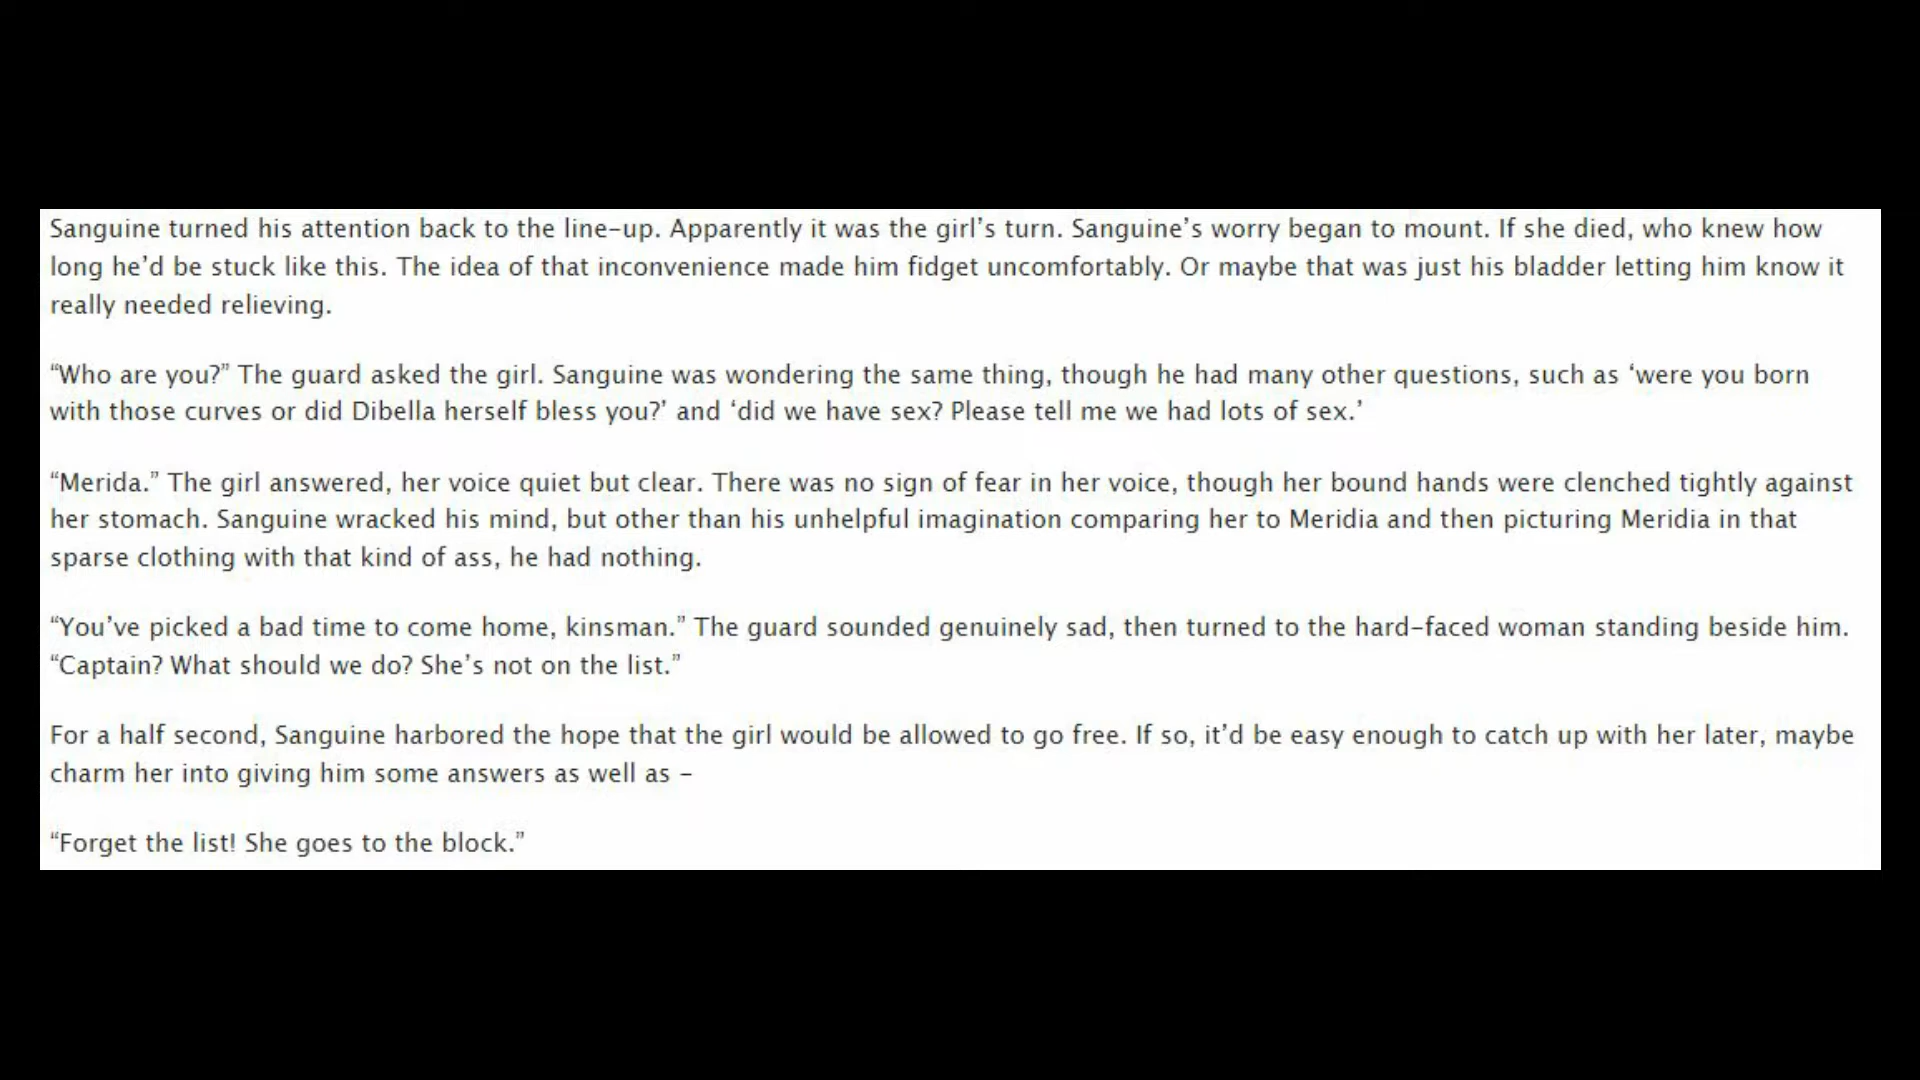 Sanguine turned his attention back to the line-up. Apparently it was the girl’s turn. Sanguine’s worry began to mount. If she died, who knew how
long he’d be stuck like this. The idea of that inconvenience made him fidget uncomfortably. Or maybe that was just his bladder letting him know it
really needed relieving.
“Who are you?” The guard asked the girl. Sanguine was wondering the same thing, though he had many other questions, such as ‘were you born
with those curves or did Dibella herself bless you?’ and ‘did we have sex? Please tell me we had lots of sex.’
“Merida.” The girl answered, her voice quiet but clear. There was no sign of fear in her voice, though her bound hands were clenched tightly against
her stomach. Sanguine wracked his mind, but other than his unhelpful imagination comparing her to Meridia and then picturing Meridia in that
sparse clothing with that kind of ass, he had nothing.
“You’ve picked a bad time to come home, kinsman.” The guard sounded genuinely sad, then turned to the hard-faced woman standing beside him.
“Captain? What should we do? She’s not on the list.”
For a half second, Sanguine harbored the hope that the girl would be allowed to go free. If so, it’d be easy enough to catch up with her later, maybe
charm her into giving him some answers as well as –
“Forget the list! She goes to the block.”